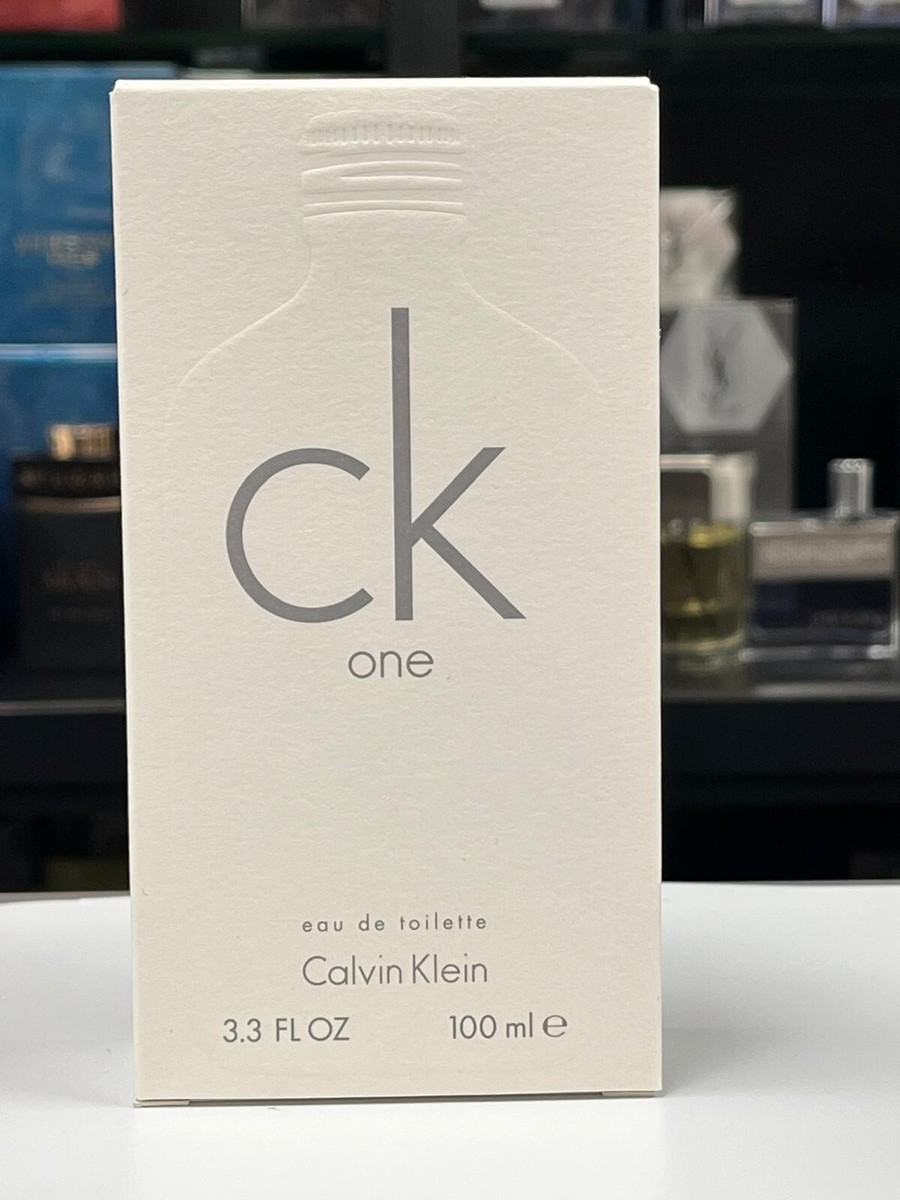 ck
one
eau de toilette
Calvin Klein
3.3 FL OZ 100 ml ℮